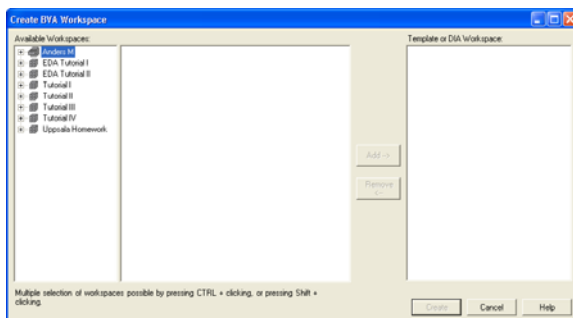 Create BVA Workspace
Available Workspaces:
Template or DIA Workspace:
Anders M
EDA Tutorial I
EDA Tutorial II
Tutorial I
Tutorial II
Tutorial III
Tutorial IV
Uppsala Homework
Add ->
Remove
<-
Multiple selection of workspaces possible by pressing CTRL + clicking, or pressing Shift +
clicking.
Create
Cancel
Help